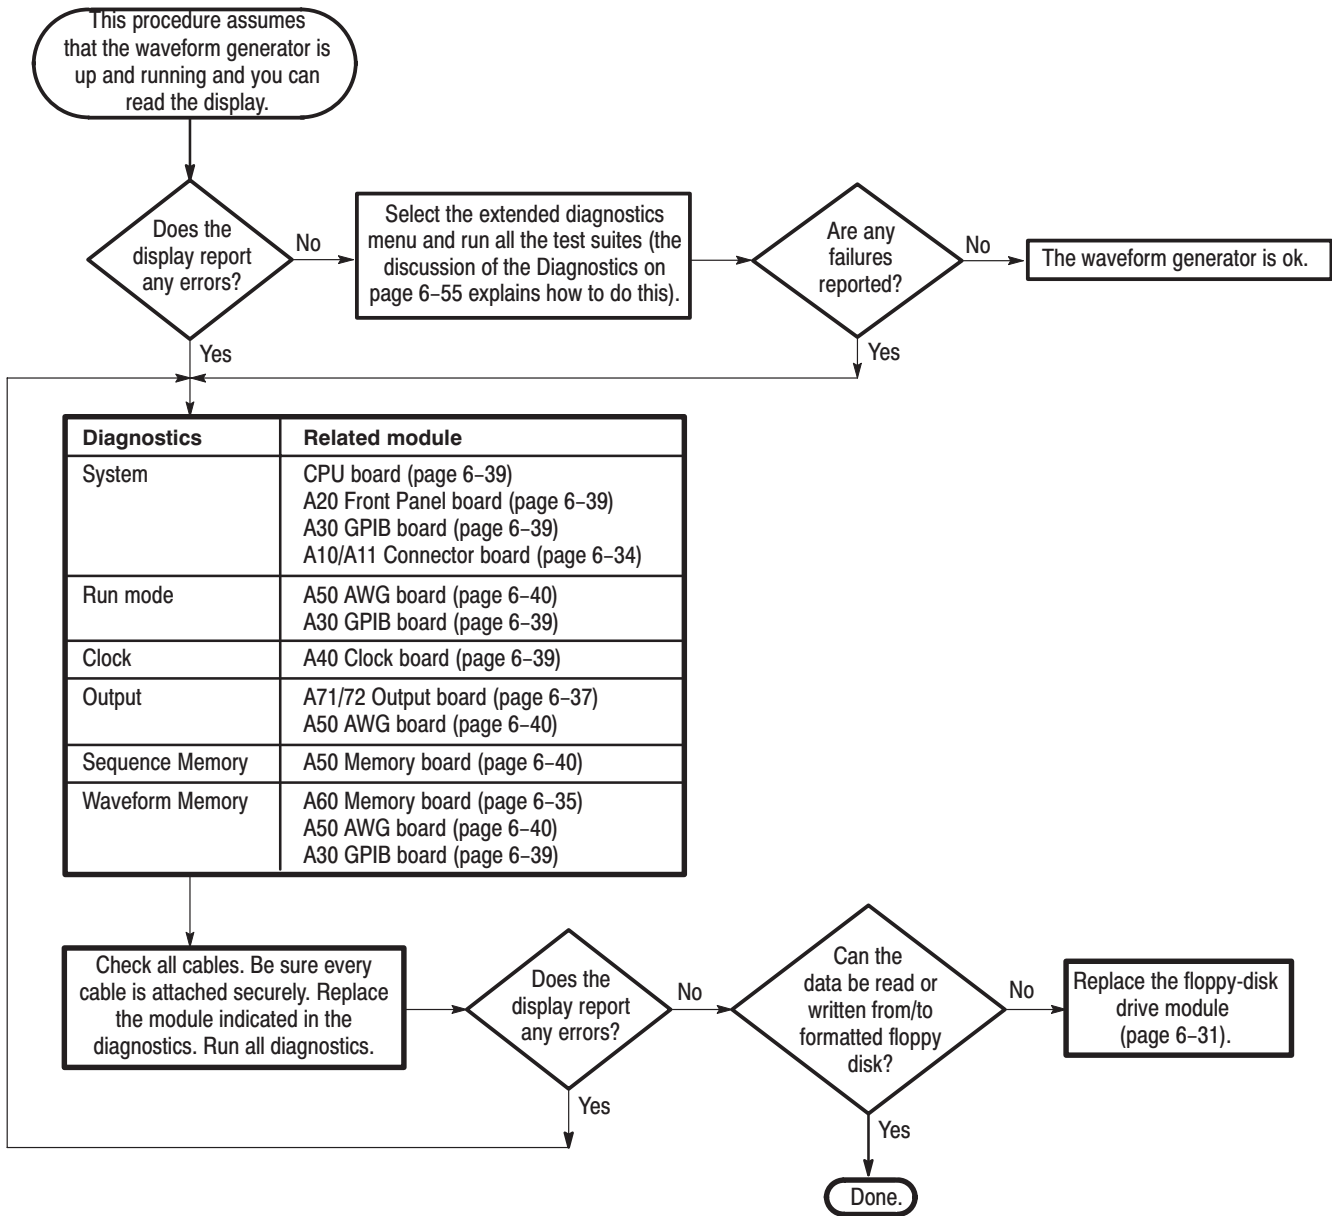 This procedure assumes
that the waveform generator is
up and running and you can
read the display.
Does the
display report
any errors?
No
Select the extended diagnostics
menu and run all the test suites (the
discussion of the Diagnostics on
page 6–55 explains how to do this).
Are any
failures
reported?
No
The waveform generator is ok.
Yes
Yes
Diagnostics Related module
System CPU board (page 6–39)
A20 Front Panel board (page 6–39)
A30 GPIB board (page 6–39)
A10/A11 Connector board (page 6–34)
Run mode A50 AWG board (page 6–40)
A30 GPIB board (page 6–39)
Clock A40 Clock board (page 6–39)
Output A71/72 Output board (page 6–37)
A50 AWG board (page 6–40)
Sequence Memory A50 Memory board (page 6–40)
Waveform Memory A60 Memory board (page 6–35)
A50 AWG board (page 6–40)
A30 GPIB board (page 6–39)
Check all cables. Be sure every
cable is attached securely. Replace
the module indicated in the
diagnostics. Run all diagnostics.
Does the
display report
any errors?
No
Can the
data be read or
written from/to
formatted floppy
disk?
No
Replace the floppy-disk
drive module
(page 6–31).
Yes
Yes
Done.